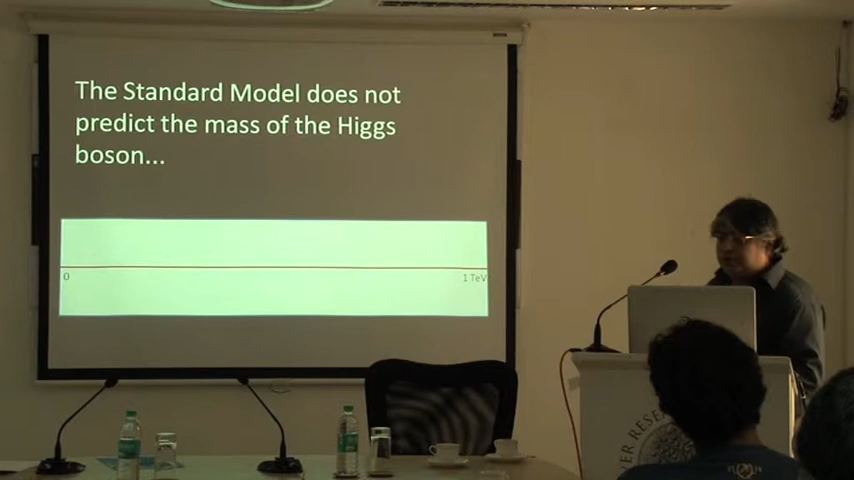 The Standard Model does not
predict the mass of the Higgs
boson...
0
1 TeV